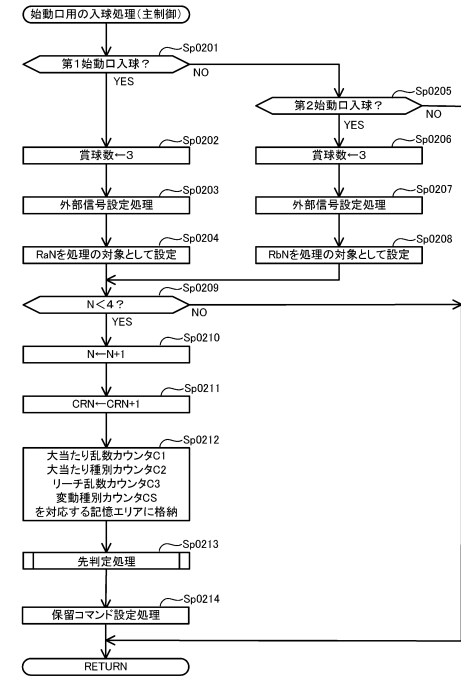 始動口用の入球処理(主制御)
Sp0201
第1始動口入球？
NO
YES
Sp0205
第2始動口入球？
NO
YES
Sp0202
賞球数←3
Sp0206
賞球数←3
Sp0203
外部信号設定処理
Sp0207
外部信号設定処理
Sp0204
RaNを処理の対象として設定
Sp0208
RbNを処理の対象として設定
Sp0209
N＜4？
NO
YES
Sp0210
N←N+1
Sp0211
CRN←CRN+1
Sp0212
大当たり乱数カウンタC1
大当たり種別カウンタC2
リーチ乱数カウンタC3
変動種別カウンタCS
を対応する記憶エリアに格納
Sp0213
先判定処理
Sp0214
保留コマンド設定処理
RETURN